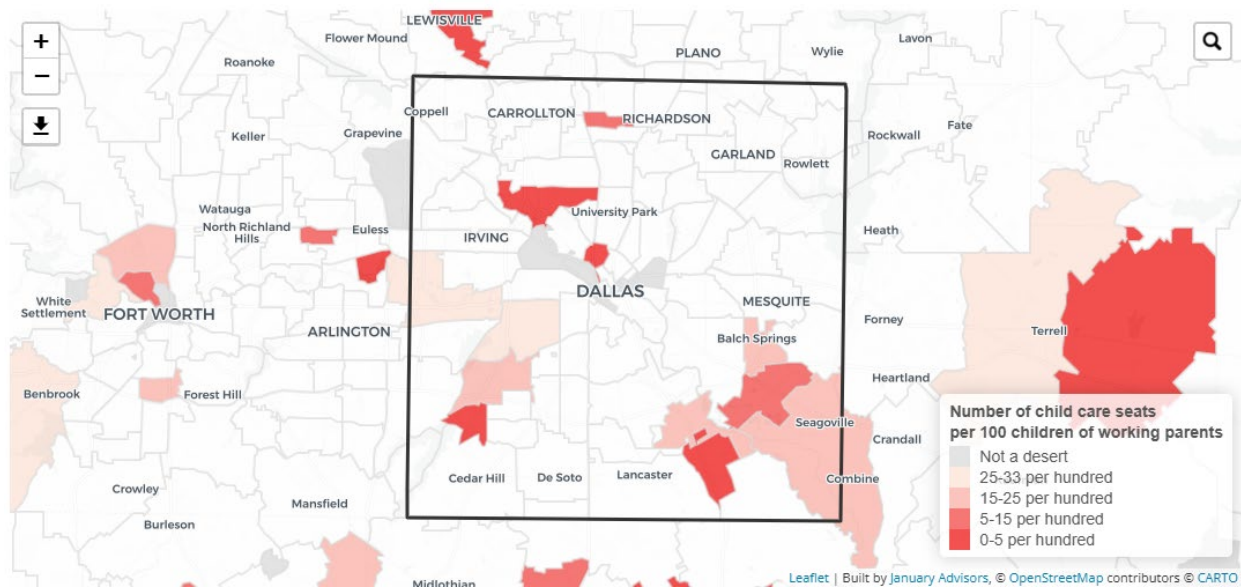 LEWISVILLE
Flower Mound
Lavon
PLANO
Wylie
Roanoke
Coppell
CARROLLTON
RICHARDSON
Keller
Grapevine
Rockwall
Fate
GARLAND
Rowlett
Watauga
North Richland
Hills
Euless
University Park
IRVING
Heath
White
Settlement
FORT WORTH
DALLAS
MESQUITE
ARLINGTON
Forney
Terrell
Balch Springs
Benbrook
Forest Hill
Heartland
Seagoville
Crandall
Cedar Hill
De Soto
Lancaster
Combine
Crowley
Mansfield
Burleson
Midlothian
+
−
Number of child care seats
per 100 children of working parents
Not a desert
25-33 per hundred
15-25 per hundred
5-15 per hundred
0-5 per hundred
Leaflet | Built by January Advisors, © OpenStreetMap contributors © CARTO